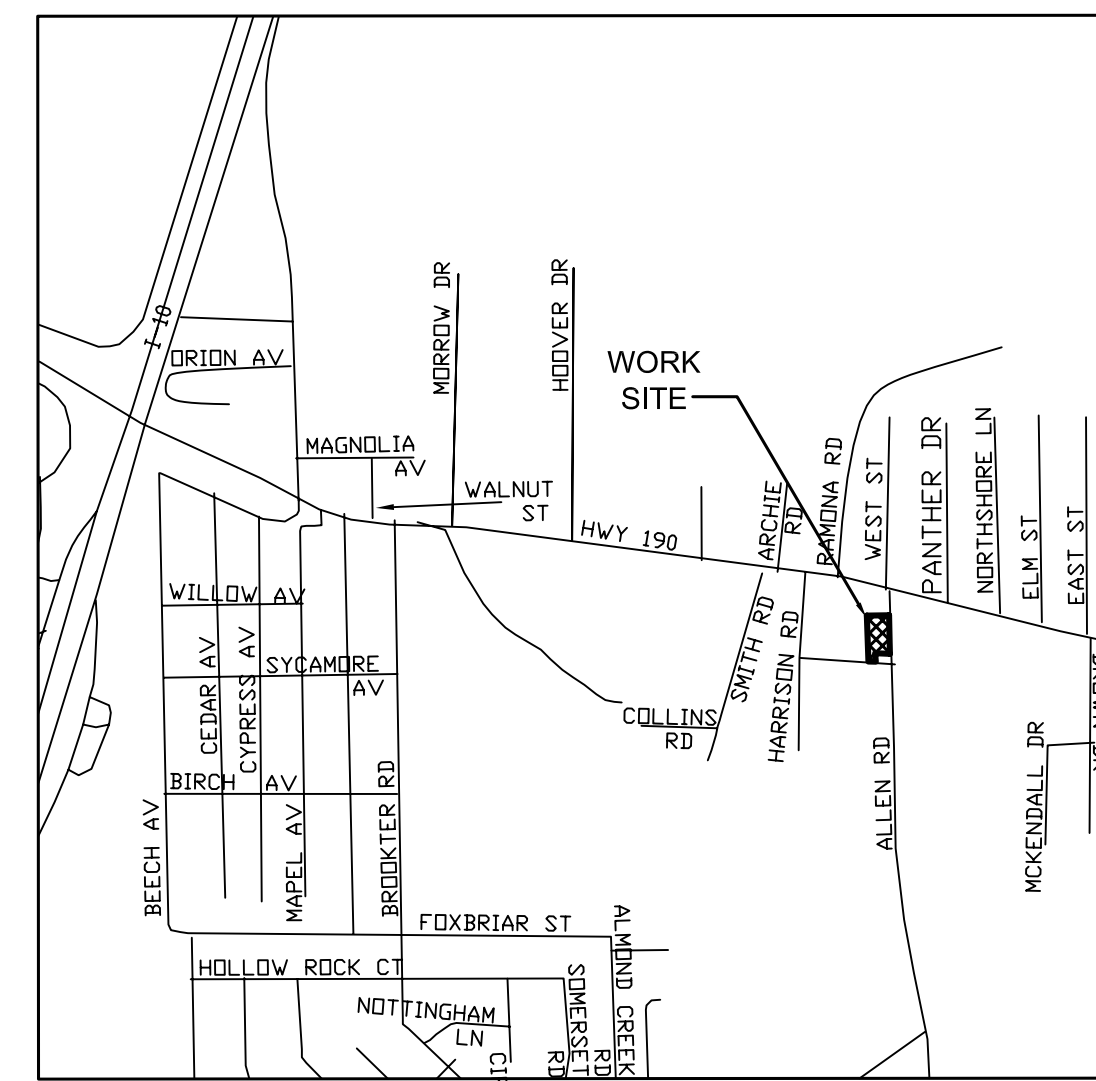 I-10
ORION AV
MORROW DR
HOOVER DR
WORK
SITE
MAGNOLIA
AV
WALNUT
ST
HWY 190
ARCHIE
RD
RAMONA RD
WEST ST
PANTHER DR
NORTHSHORE LN
ELM ST
EAST ST
WILLOW AV
CEDAR AV
CYPRESS AV
SYCAMORE
AV
SMITH RD
HARRISON RD
COLLINS
RD
BIRCH AV
BEECH AV
MAPEL AV
BROOKTER RD
ALLEN RD
MCKENDALL DR
FOXBRIAR ST
ALMOND CREEK
RD
HOLLOW ROCK CT
NOTTINGHAM
LN
SOMERSET
RD